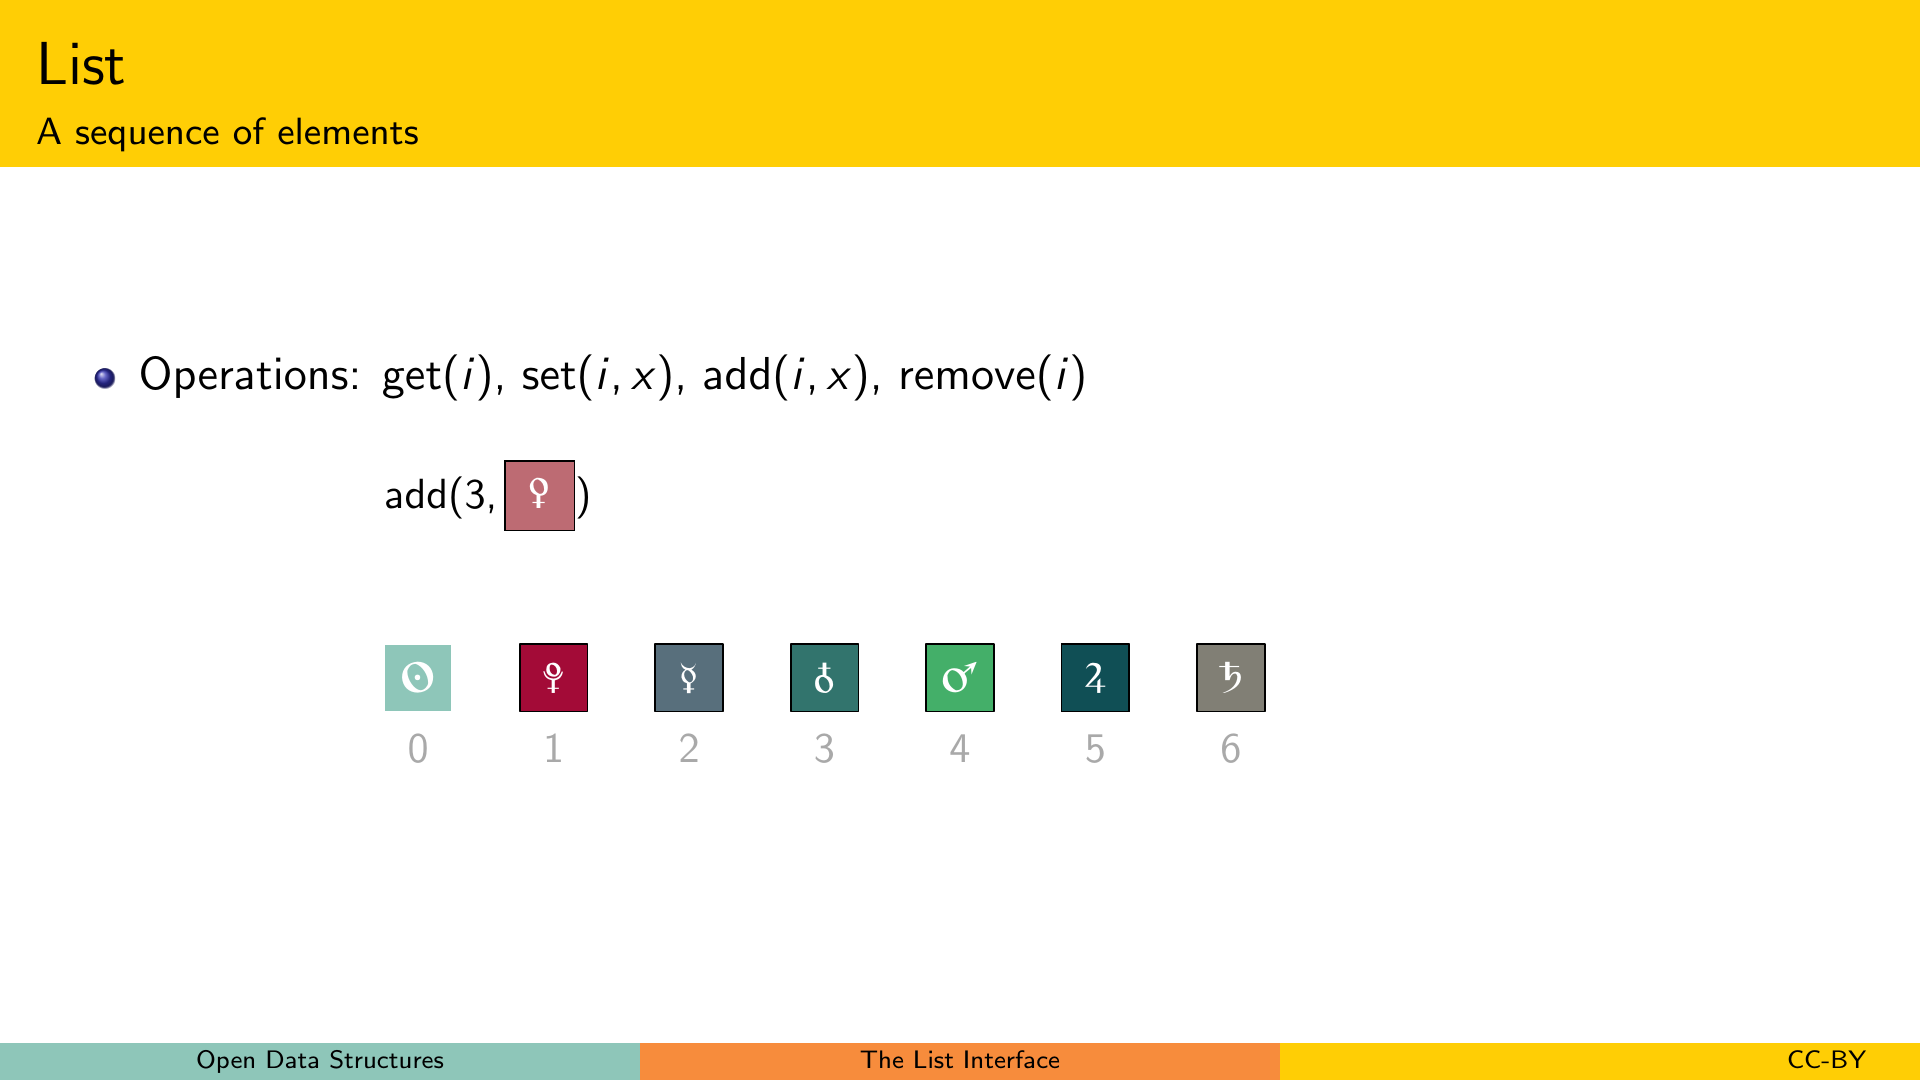 List
A sequence of elements
Operations: get(i), set(i, x), add(i, x), remove(i)
add(3, ♀)
☉ ♇ ☿ ♁ ♂ ♃ ♄
0 1 2 3 4 5 6
Open Data Structures The List Interface CC-BY